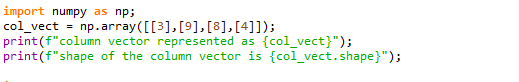 import numpy as np;
col_vect = np.array([[3],[9],[8],[4]]);
print(f"column vector represented as {col_vect}");
print(f"shape of the column vector is {col_vect.shape}");